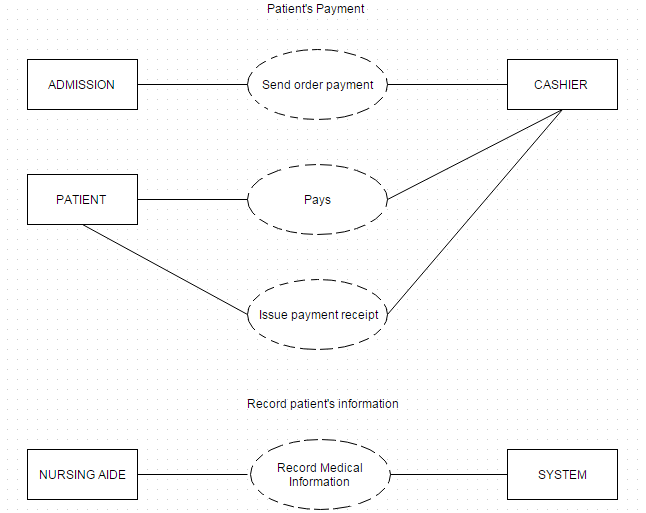 Patient's Payment
ADMISSION
Send order payment
CASHIER
PATIENT
Pays
Issue payment receipt
Record patient's information
NURSING AIDE
Record Medical
Information
SYSTEM